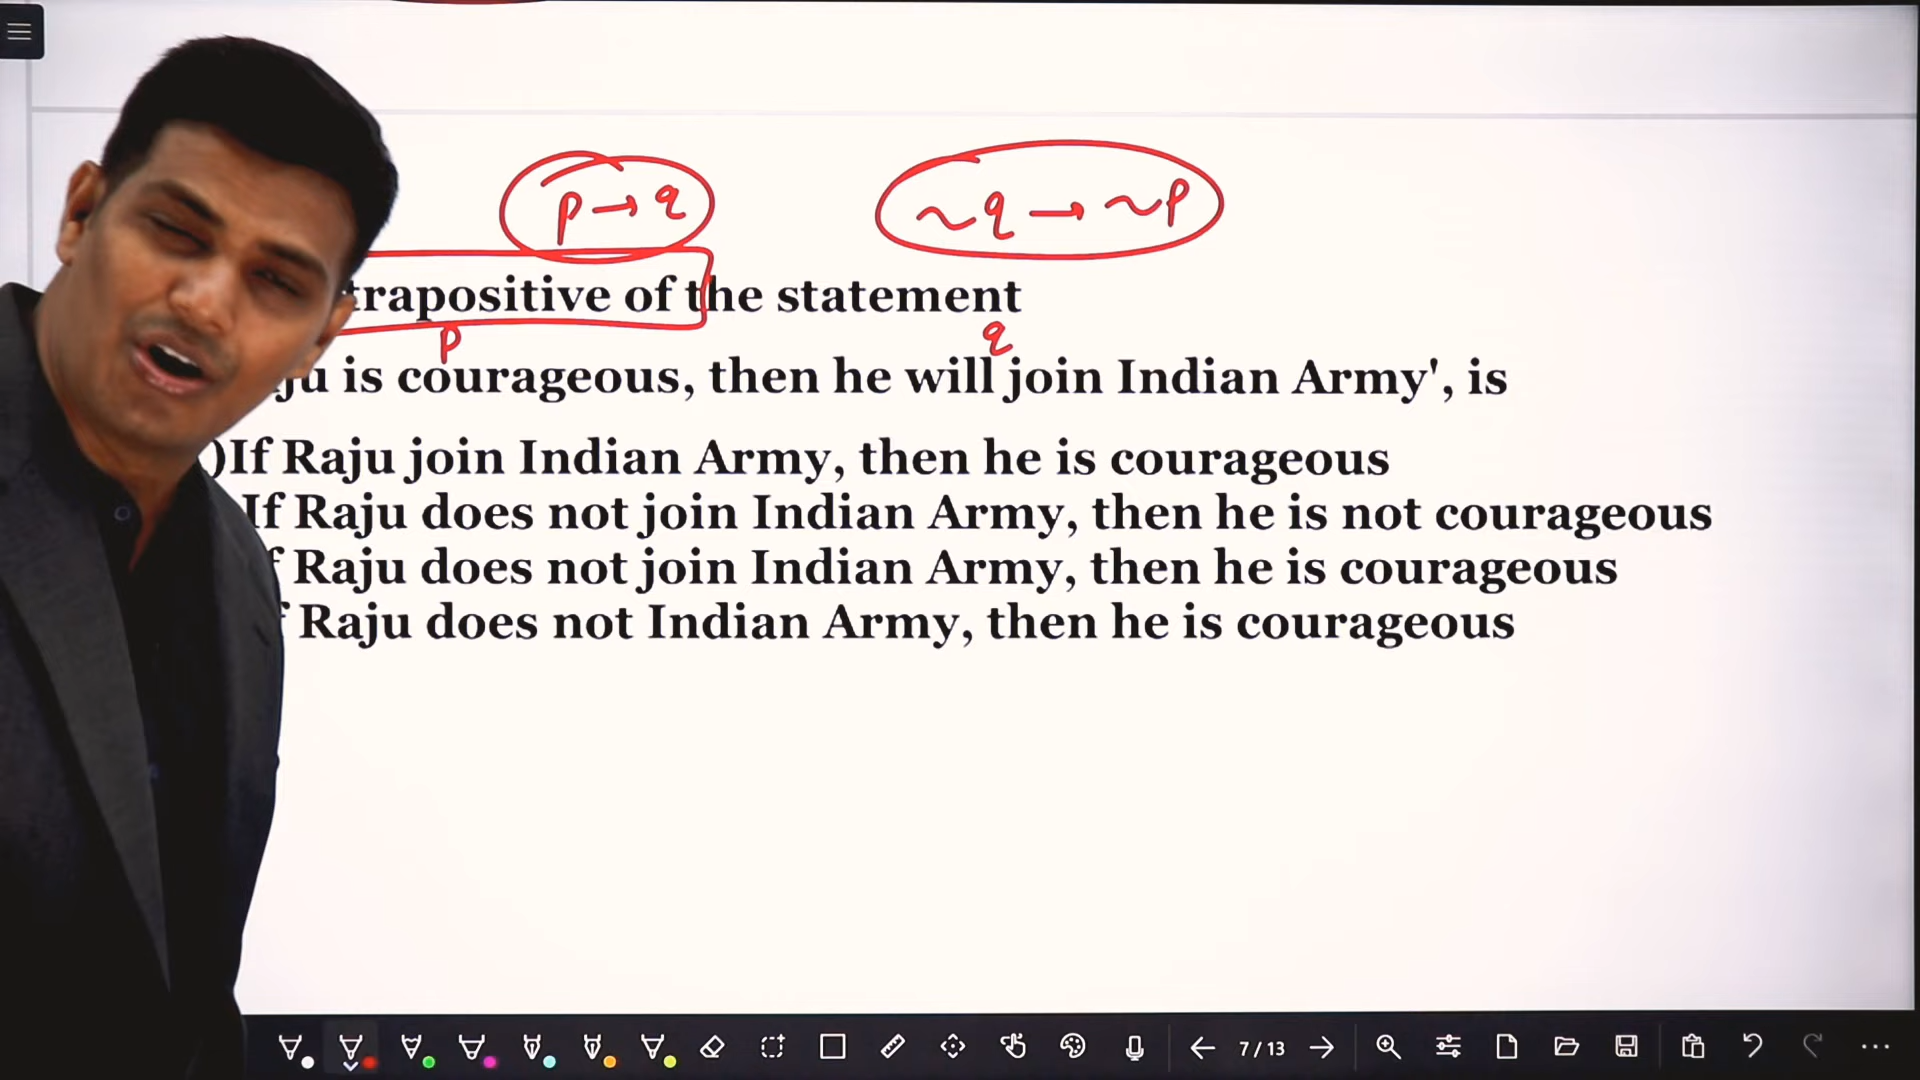 p → q ~q → ~p
trapositive of the statement
p q
ju is courageous, then he will join Indian Army', is
)If Raju join Indian Army, then he is courageous
If Raju does not join Indian Army, then he is not courageous
f Raju does not join Indian Army, then he is courageous
f Raju does not Indian Army, then he is courageous
7 / 13